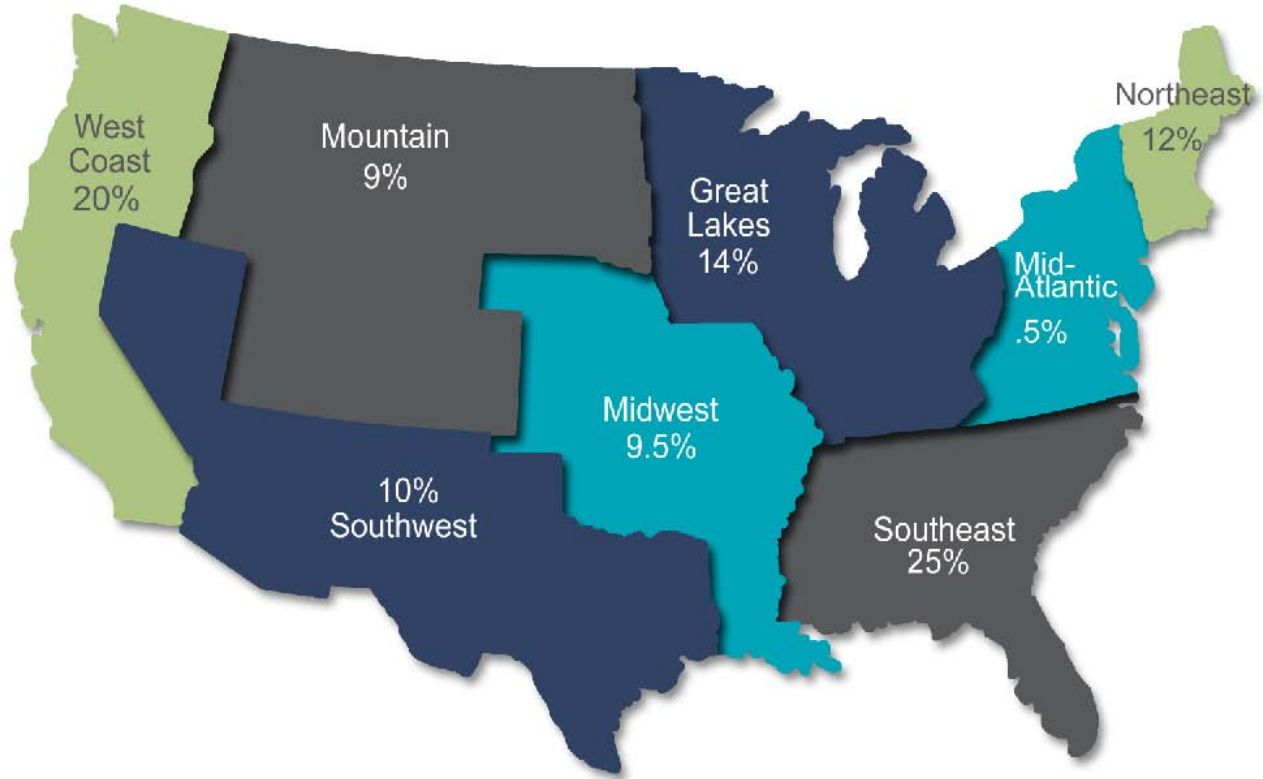 West
Coast
20%
Mountain
9%
Great
Lakes
14%
Northeast
12%
Mid-
Atlantic
.5%
Midwest
9.5%
10%
Southwest
Southeast
25%